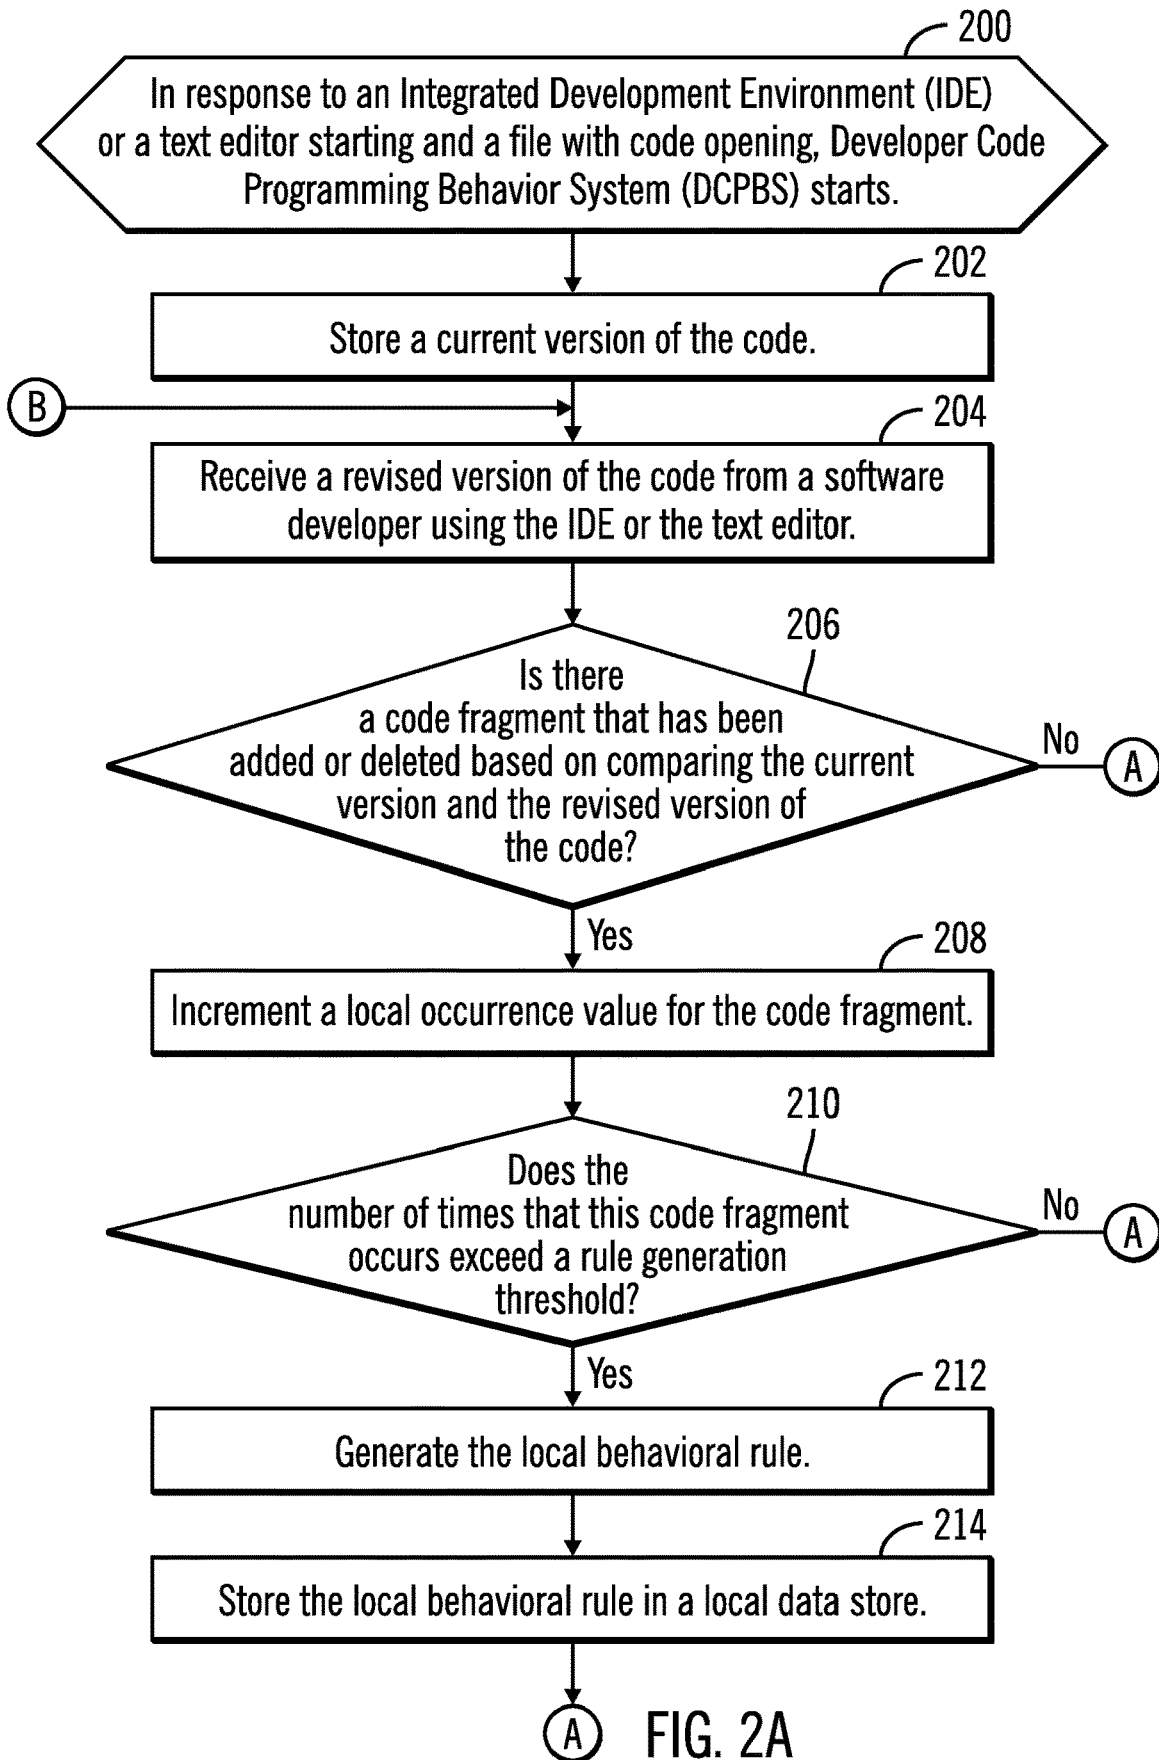 200
In response to an Integrated Development Environment (IDE)
or a text editor starting and a file with code opening, Developer Code
Programming Behavior System (DCPBS) starts.
202
Store a current version of the code.
B
204
Receive a revised version of the code from a software
developer using the IDE or the text editor.
206
Is there
a code fragment that has been
added or deleted based on comparing the current
version and the revised version of
the code?
No
A
Yes
208
Increment a local occurrence value for the code fragment.
210
Does the
number of times that this code fragment
occurs exceed a rule generation
threshold?
No
A
Yes
212
Generate the local behavioral rule.
214
Store the local behavioral rule in a local data store.
A
FIG. 2A